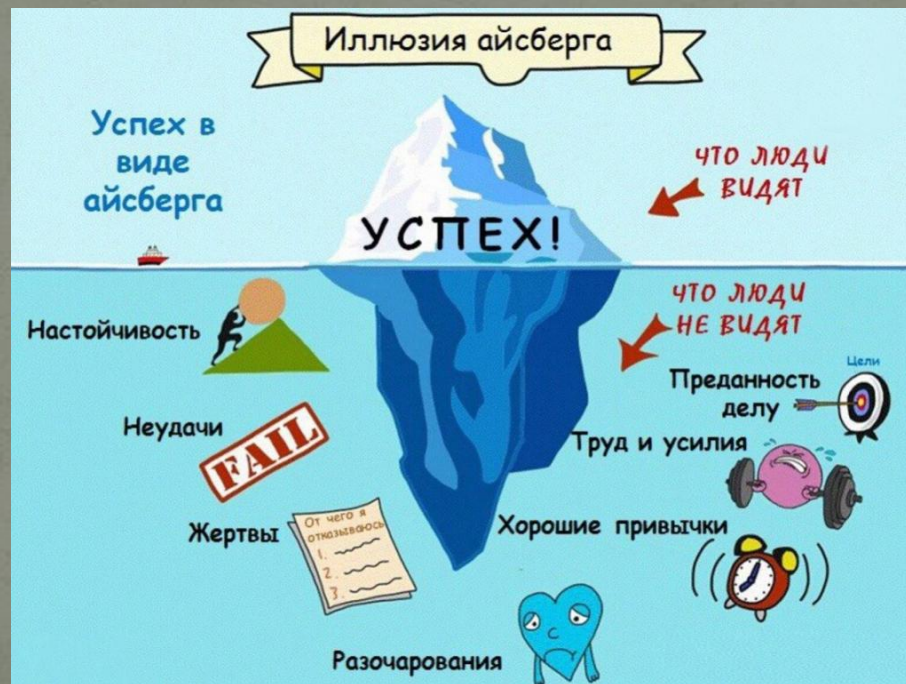 Иллюзия айсберга
Успех в
виде
айсберга
ЧТО ЛЮДИ
ВИДЯТ
УСПЕХ!
ЧТО ЛЮДИ
НЕ ВИДЯТ
Настойчивость
Цели
Преданность
делу
Неудачи
FAIL
Труд и усилия
Жертвы
От чего я
отказываюсь
1.
2.
3.
Хорошие привычки
Разочарования